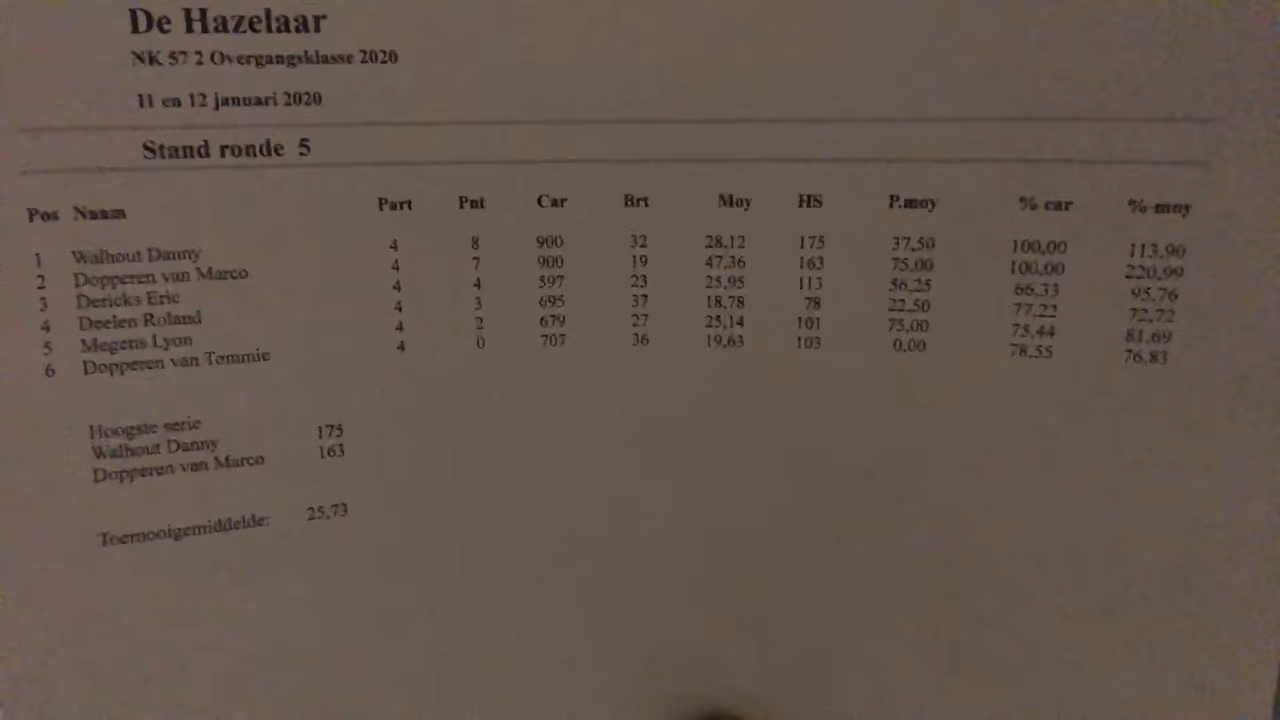 De Hazelaar
NK 57 2 Overgangsklasse 2020
11 en 12 januari 2020
Stand ronde 5
Pos Naam Part Pnt Car Brt Moy HS P.moy % car % moy
1 Walhout Danny 4 8 900 32 28,12 175 37,50 100,00 113,90
2 Dopperen van Marco 4 7 900 19 47,36 163 75,00 100,00 220,99
3 Dericks Eric 4 4 597 23 25,95 113 56,25 66,33 95,76
4 Deelen Roland 4 3 695 37 18,78 78 22,50 77,22 72,72
5 Megens Lyon 4 2 679 27 25,14 101 75,00 75,44 81,69
6 Dopperen van Tommie 4 0 707 36 19,63 103 0,00 78,55 76,83
Hoogste serie
Walhout Danny 175
Dopperen van Marco 163
Toernooigemiddelde: 25,73